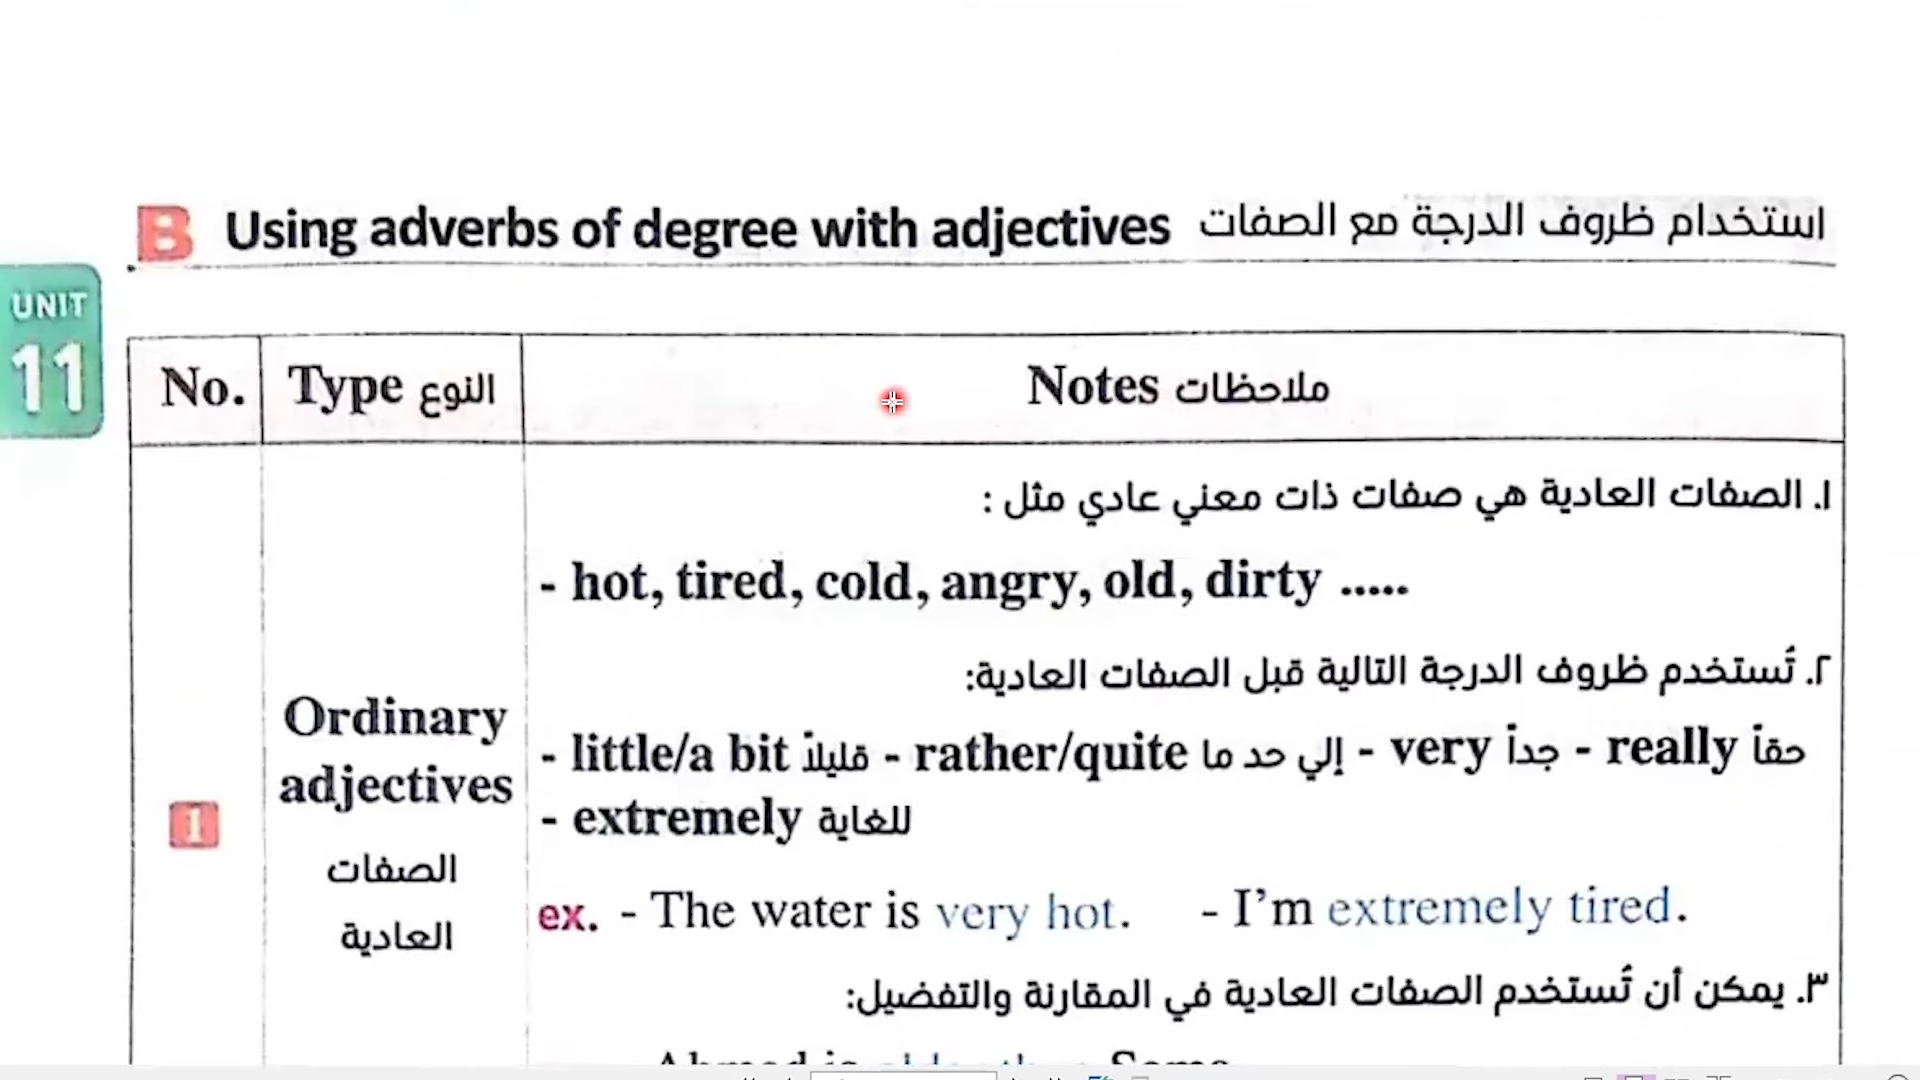 B Using adverbs of degree with adjectives استخدام ظروف الدرجة مع الصفات
UNIT
11
No.
Type النوع
Notes ملاحظات
1
Ordinary
adjectives
الصفات
العادية
١. الصفات العادية هي صفات ذات معني عادي مثل :
- hot, tired, cold, angry, old, dirty .....
٢. تُستخدم ظروف الدرجة التالية قبل الصفات العادية:
- little/a bit قليلاً - rather/quite إلي حد ما - very جداً - really حقاً
- extremely للغاية
ex. - The water is very hot. - I'm extremely tired.
٣. يمكن أن تُستخدم الصفات العادية في المقارنة والتفضيل: